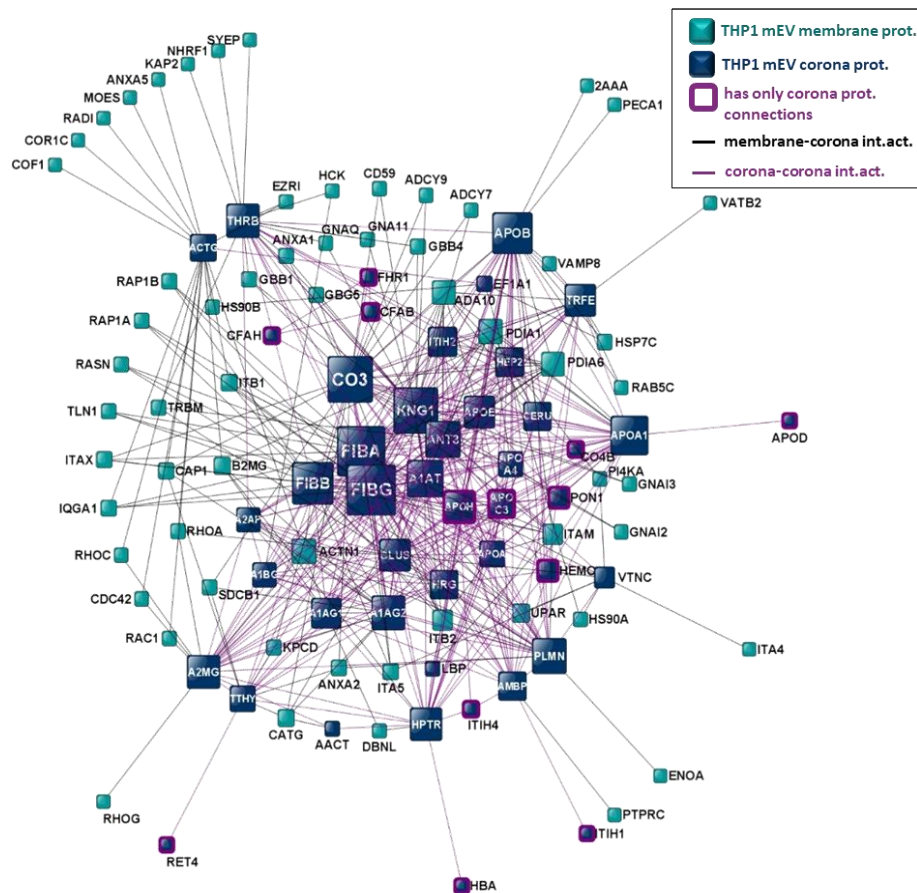 THP1 mEV membrane prot.
THP1 mEV corona prot.
has only corona prot.
connections
membrane-corona int.act.
corona-corona int.act.
SYEP
NHRF1
KAP2
ANXA5
MOES
RADI
COR1C
COF1
2AAA
PECA1
VATB2
EZRI
HCK
CD59
ADCY9
ADCY7
THRB
ACTG
ANXA1
GNAQ
GNA11
GBB4
APOB
VAMP8
RAP1B
GBB1
FHR1
EF1A1
GBG5
ADA10
TRFE
RAP1A
HS90B
CFAB
CFAH
ITIH2
PDIA1
HSP7C
RASN
HEP2
PDIA6
CO3
ITB1
RAB5C
TLN1
TRBM
KNG1
APOE
CERU
APOD
ANT3
APOA1
ITAX
CAP1
B2MG
FIBA
APO
A4
CO4B
PI4KA
GNAI3
FIBB
FIBG
A1AT
IQGA1
APOH
APO
C3
PON1
A2AP
RHOA
ITAM
GNAI2
RHOC
ACTN1
CLUS
APOA
A1BG
HEMO
VTNC
CDC42
SDCB1
HRG
A1AG1
A1AG2
UPAR
HS90A
RAC1
ITB2
KPCD
ITA4
A2MG
ANXA2
ITA5
LBP
PLMN
TTHY
AMBP
CATG
AACT
DBNL
HPTR
ITIH4
ENOA
RHOG
PTPRC
RET4
ITIH1
HBA